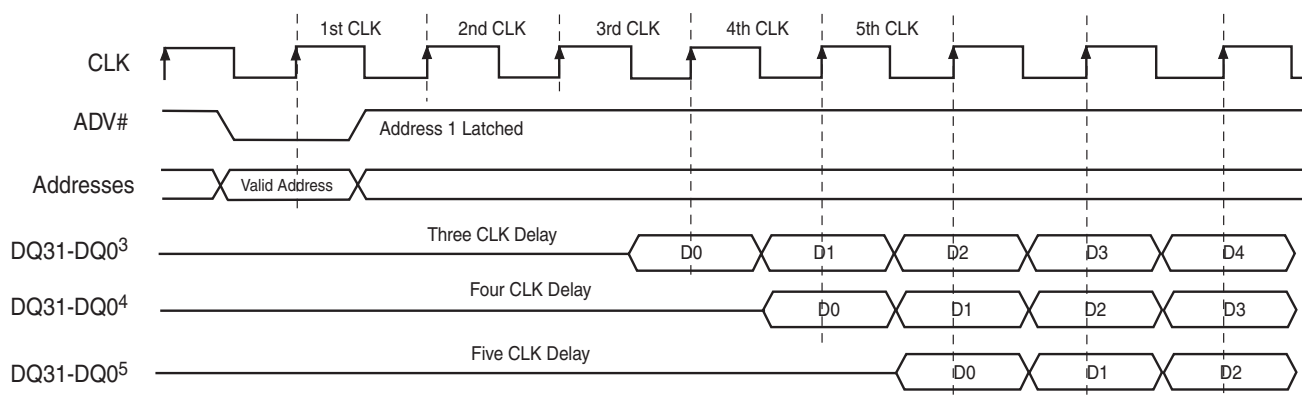 1st CLK 2nd CLK 3rd CLK 4th CLK 5th CLK
CLK
ADV#
Address 1 Latched
Addresses
Valid Address
DQ31-DQ0³
Three CLK Delay
D0 D1 D2 D3 D4
DQ31-DQ0⁴
Four CLK Delay
D0 D1 D2 D3
DQ31-DQ0⁵
Five CLK Delay
D0 D1 D2